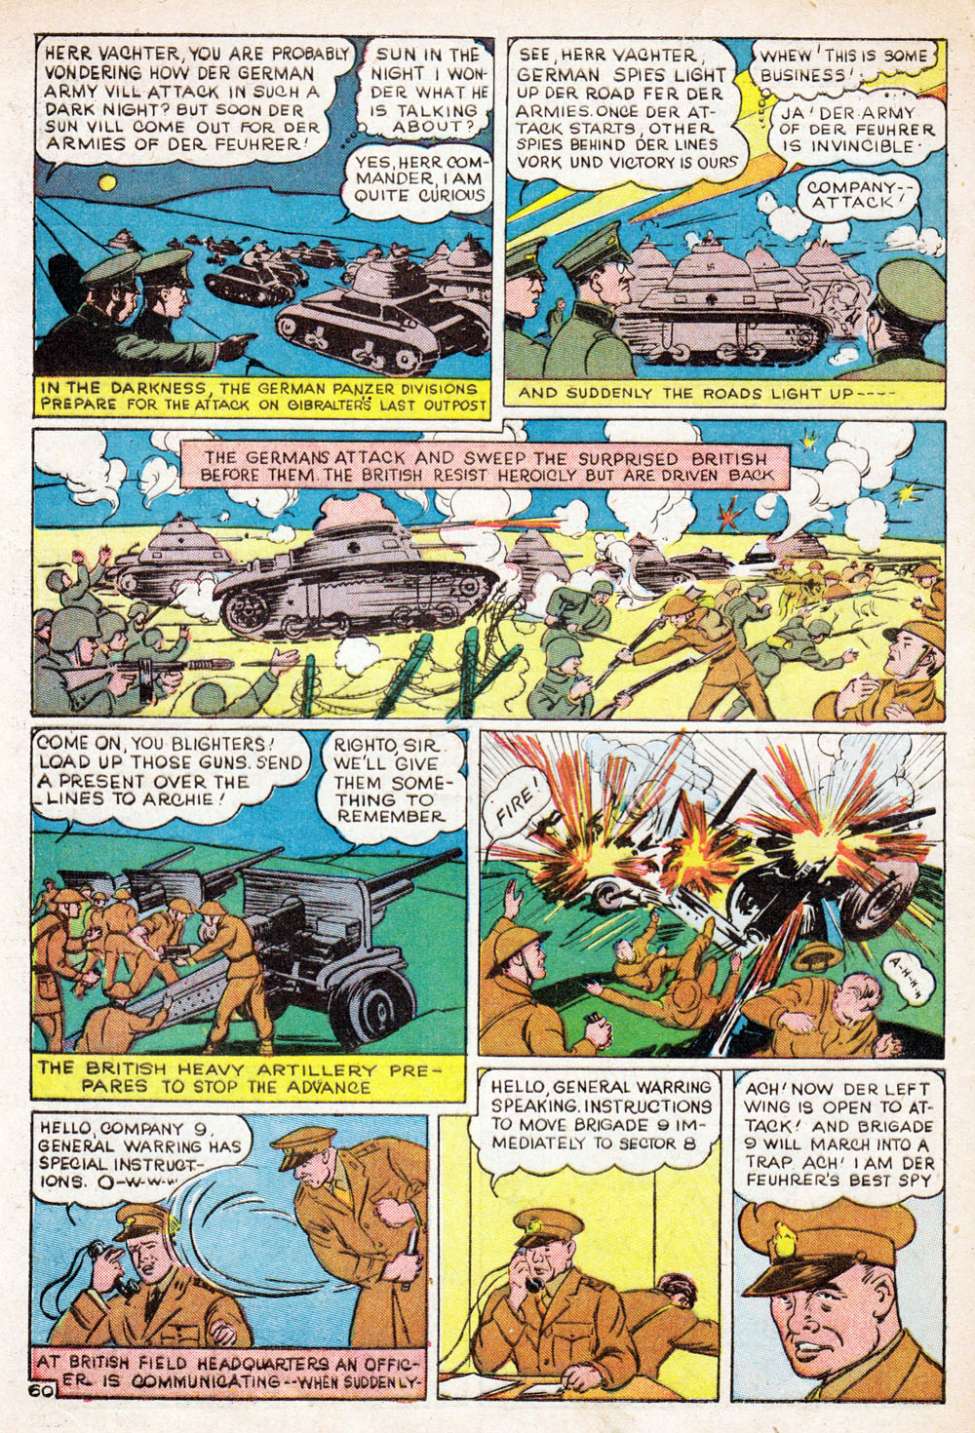 HERR VACHTER, YOU ARE PROBABLY
VONDERING HOW DER GERMAN
ARMY VILL ATTACK IN SUCH A
DARK NIGHT? BUT SOON DER
SUN VILL COME OUT FOR DER
ARMIES OF DER FEUHRER!
SUN IN THE
NIGHT I WON-
DER WHAT HE
IS TALKING
ABOUT?
YES, HERR COM-
MANDER, I AM
QUITE CURIOUS
IN THE DARKNESS, THE GERMAN PANZER DIVISIONS
PREPARE FOR THE ATTACK ON GIBRALTER'S LAST OUTPOST
SEE, HERR VACHTER,
GERMAN SPIES LIGHT
UP DER ROAD FER DER
ARMIES. ONCE DER AT-
TACK STARTS, OTHER
SPIES BEHIND DER LINES
VORK UND VICTORY IS OURS
WHEW! THIS IS SOME
BUSINESS!
JA! DER ARMY
OF DER FEUHRER
IS INVINCIBLE.
COMPANY--
ATTACK!
AND SUDDENLY THE ROADS LIGHT UP----
THE GERMANS ATTACK AND SWEEP THE SURPRISED BRITISH
BEFORE THEM. THE BRITISH RESIST HEROICLY BUT ARE DRIVEN BACK
COME ON, YOU BLIGHTERS!
LOAD UP THOSE GUNS. SEND
A PRESENT OVER THE
LINES TO ARCHIE!
RIGHTO, SIR.
WE'LL GIVE
THEM SOME-
THING TO
REMEMBER
THE BRITISH HEAVY ARTILLERY PRE-
PARES TO STOP THE ADVANCE
FIRE!
A-H-H-H
HELLO, COMPANY 9.
GENERAL WARRING HAS
SPECIAL INSTRUCT-
IONS. O-W-W-W
AT BRITISH FIELD HEADQUARTERS AN OFFIC-
ER IS COMMUNICATING--WHEN SUDDENLY-
60
HELLO, GENERAL WARRING
SPEAKING. INSTRUCTIONS
TO MOVE BRIGADE 9 IM-
MEDIATELY TO SECTOR 8
ACH! NOW DER LEFT
WING IS OPEN TO AT-
TACK! AND BRIGADE
9 WILL MARCH INTO A
TRAP. ACH! I AM DER
FEUHRER'S BEST SPY